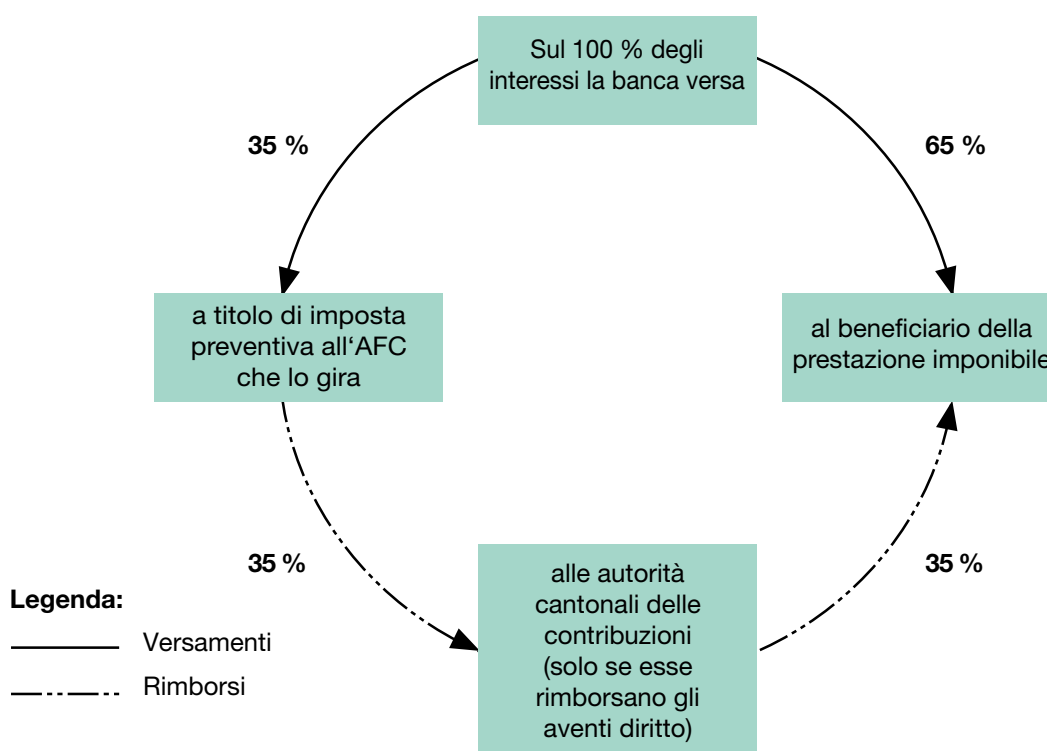 Sul 100 % degli
interessi la banca versa
35 %
65 %
a titolo di imposta
preventiva all‘AFC
che lo gira
al beneficiario della
prestazione imponibile
35 %
35 %
alle autorità
cantonali delle
contribuzioni
(solo se esse
rimborsano gli
aventi diritto)
Legenda:
Versamenti
Rimborsi